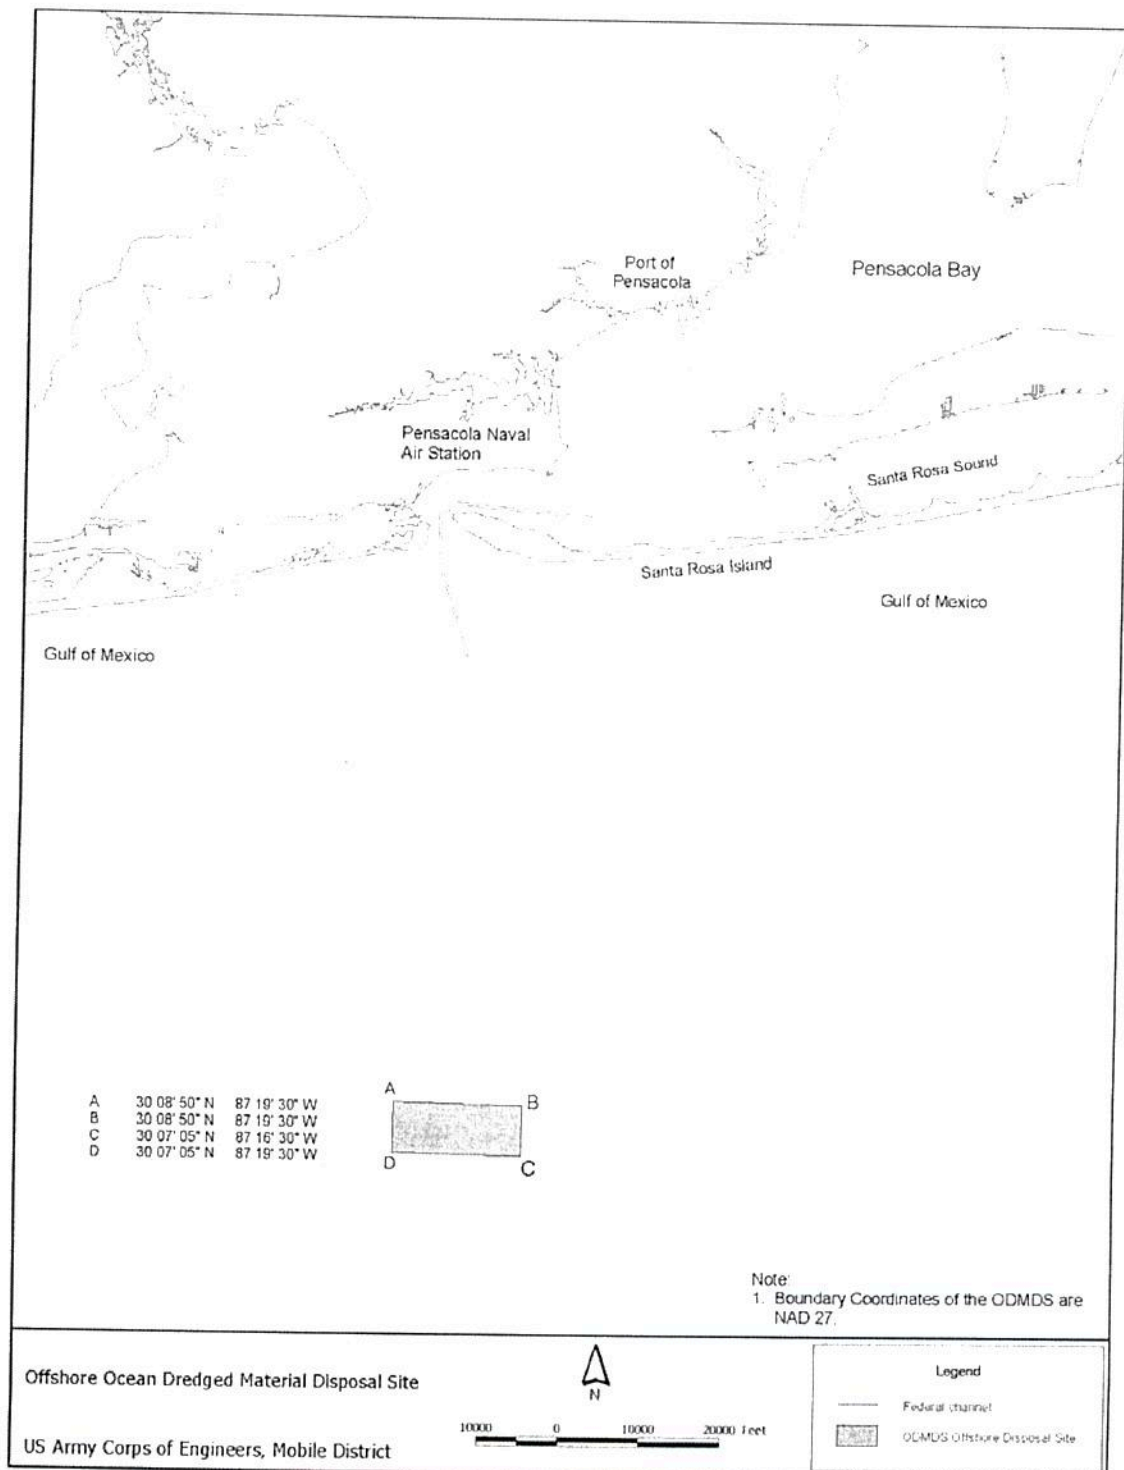 Port of
Pensacola
Pensacola Bay
Pensacola Naval
Air Station
Santa Rosa Sound
Santa Rosa Island
Gulf of Mexico
Gulf of Mexico
A
B
D
C
A 30 08' 50" N 87 19' 30" W
B 30 08' 50" N 87 19' 30" W
C 30 07' 05" N 87 16' 30" W
D 30 07' 05" N 87 19' 30" W
Note:
1. Boundary Coordinates of the ODMDS are
NAD 27.
Offshore Ocean Dredged Material Disposal Site
US Army Corps of Engineers, Mobile District
N
10000 0 10000 20000 Feet
Legend
Federal channel
ODMDS Offshore Disposal Site